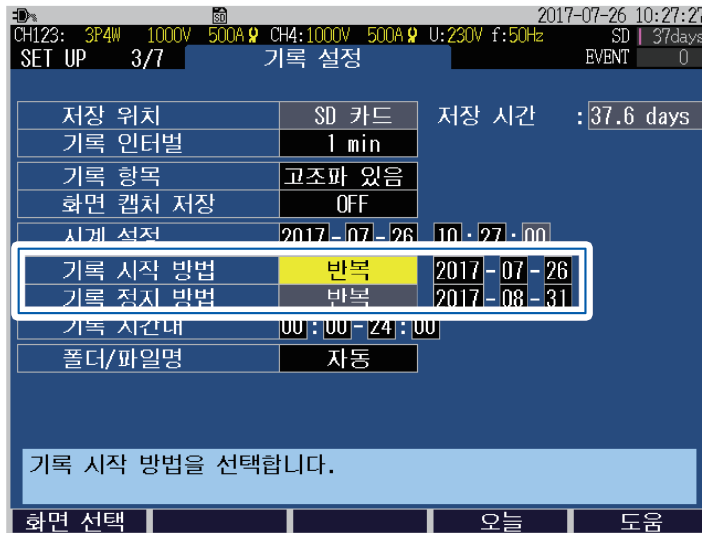 SD 2017-07-26 10:27:27
CH123: 3P4W 1000V 500A CH4:1000V 500A U:230V f:50Hz SD 37days
SET UP 3/7 기록 설정 EVENT 0
저장 위치 SD 카드 저장 시간 :37.6 days
기록 인터벌 1 min
기록 항목 고조파 있음
화면 캡처 저장 OFF
시계 설정 2017-07-26 10:27:00
기록 시작 방법 반복 2017-07-26
기록 정지 방법 반복 2017-08-31
기록 시간대 00:00-24:00
폴더/파일명 자동
기록 시작 방법을 선택합니다.
화면 선택 오늘 도움